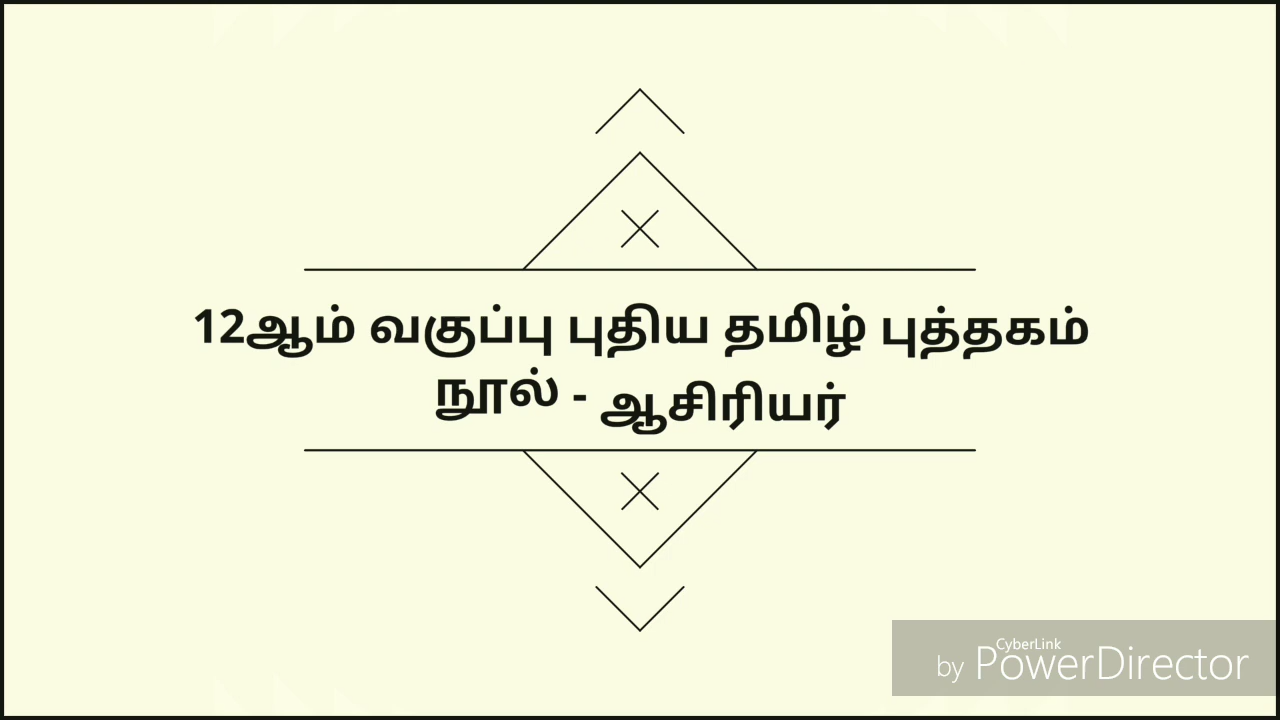 12ஆம் வகுப்பு புதிய தமிழ் புத்தகம்
நூல் - ஆசிரியர்
CyberLink
by PowerDirector